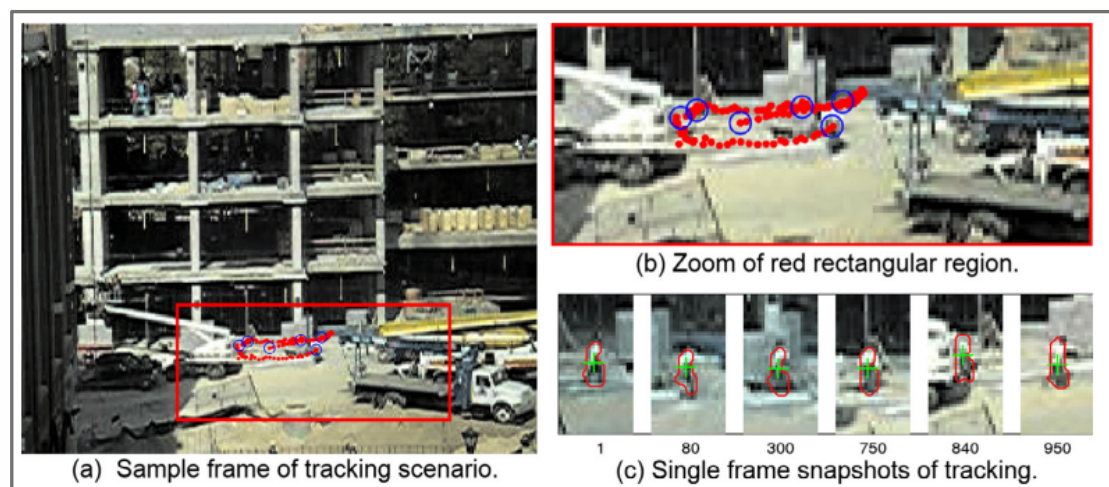 (a) Sample frame of tracking scenario.
(b) Zoom of red rectangular region.
1 80 300 750 840 950
(c) Single frame snapshots of tracking.